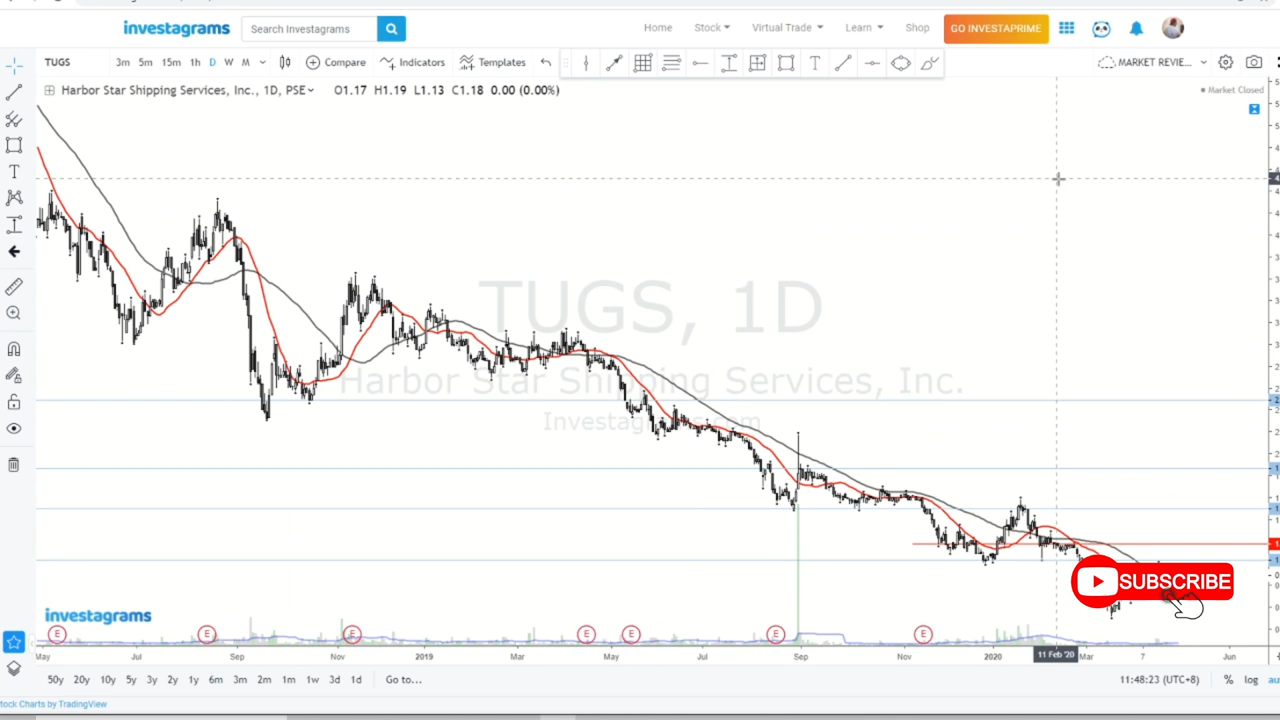 investagrams
Search Investagrams
Home
Stock
Virtual Trade
Learn
Shop
GO INVESTAPRIME
TUGS
3m 5m 15m 1h D W M
Compare
Indicators
Templates
T
MARKET REVIE...
Harbor Star Shipping Services, Inc., 1D, PSE
O1.17 H1.19 L1.13 C1.18 0.00 (0.00%)
Market Closed
T
TUGS, 1D
Harbor Star Shipping Services, Inc.
Investagrams.com
SUBSCRIBE
investagrams
E E E E E E E
May Jul Sep Nov 2019 Mar May Jul Sep Nov 2020 11 Feb '20 Mar 7 Jun
50y 20y 10y 5y 3y 2y 1y 6m 3m 2m 1m 1w 3d 1d Go to...
11:48:23 (UTC+8) % log
tock Charts by TradingView